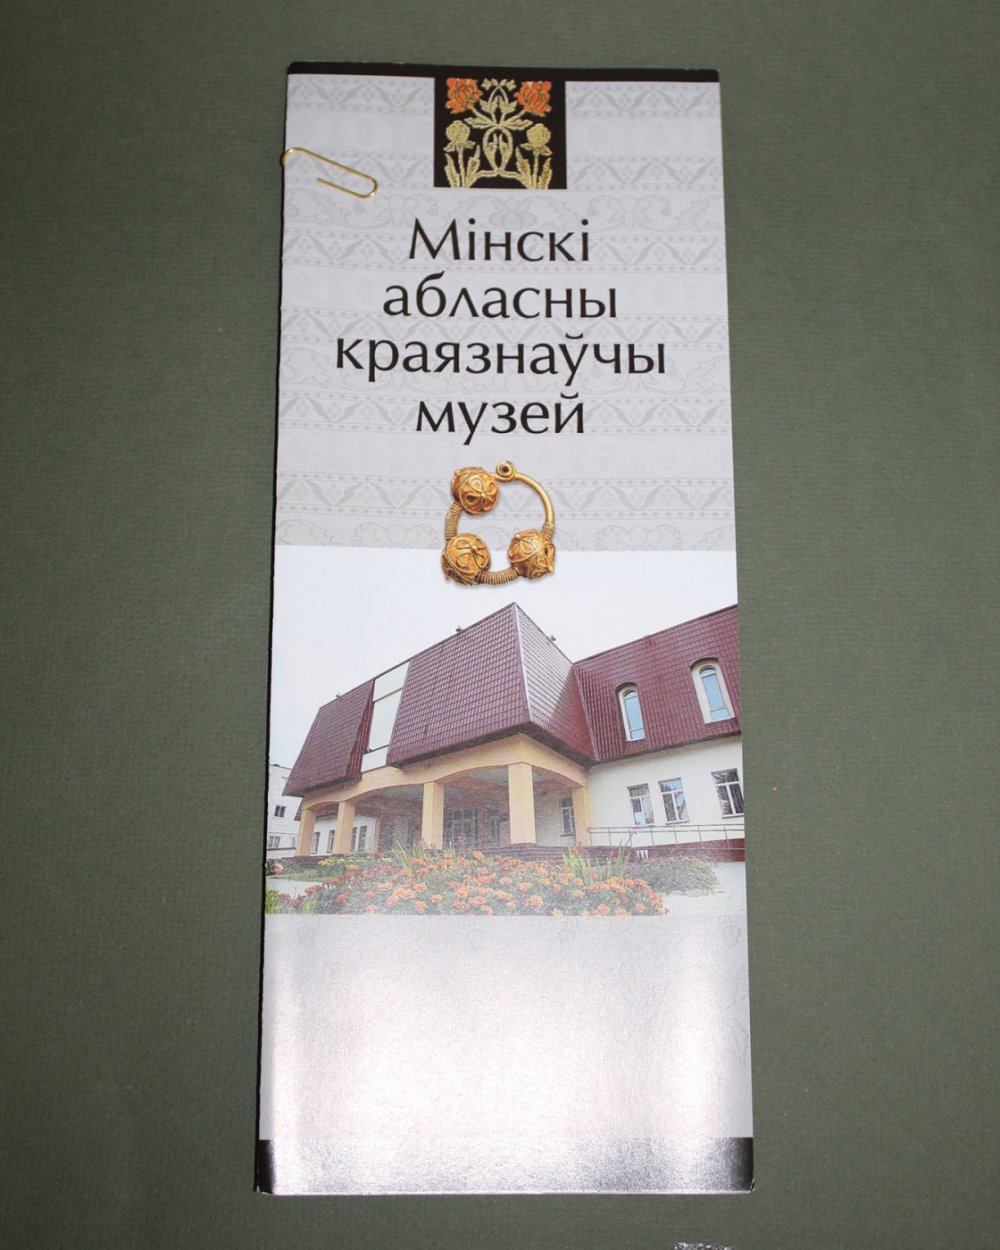 Мінскі
абласны
краязнаўчы
музей